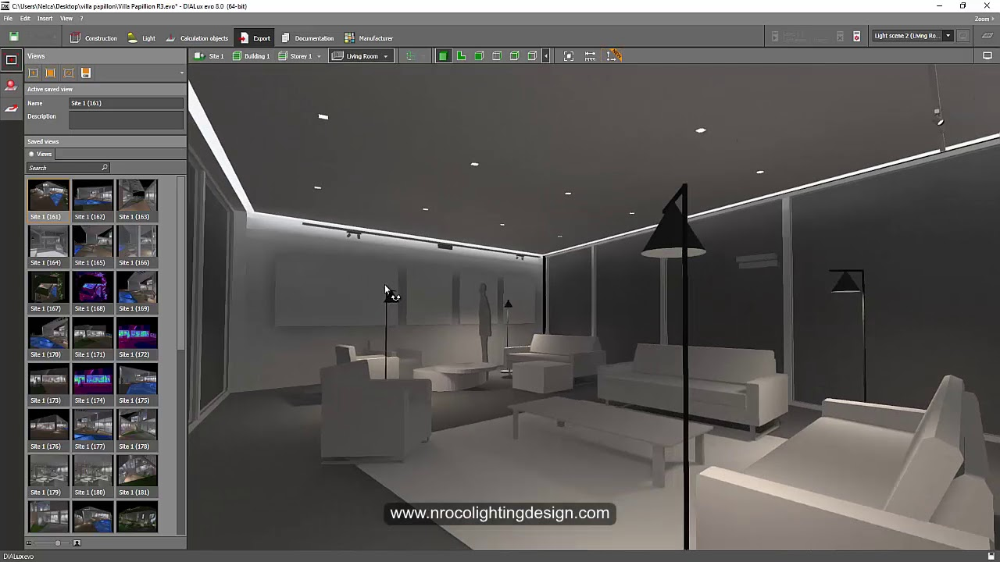 C:\Users\Nelca\Desktop\villa papillon\Villa Papillion R3.evo* - DIALux evo 8.0 (64-bit)
File Edit Insert View ?
Zoom
Construction Light Calculation objects Export Documentation Manufacturer Light scene 2 (Living Ro...
Views Site 1 Building 1 Storey 1 Living Room NEW
Active saved view
Name Site 1 (161)
Description
Saved views
Views
Search
Site 1 (161) Site 1 (162) Site 1 (163)
Site 1 (164) Site 1 (165) Site 1 (166)
Site 1 (167) Site 1 (168) Site 1 (169)
Site 1 (170) Site 1 (171) Site 1 (172)
Site 1 (173) Site 1 (174) Site 1 (175)
Site 1 (176) Site 1 (177) Site 1 (178)
Site 1 (179) Site 1 (180) Site 1 (181)
www.nrocolightingdesign.com
DIALux evo